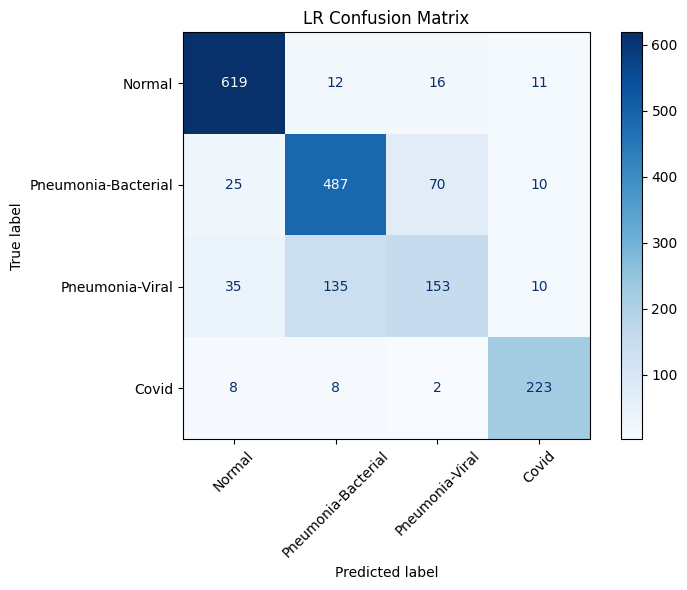 LR Confusion Matrix
True label
Normal 619 12 16 11
Pneumonia-Bacterial 25 487 70 10
Pneumonia-Viral 35 135 153 10
Covid 8 8 2 223
Normal Pneumonia-Bacterial Pneumonia-Viral Covid
Predicted label
600
500
400
300
200
100